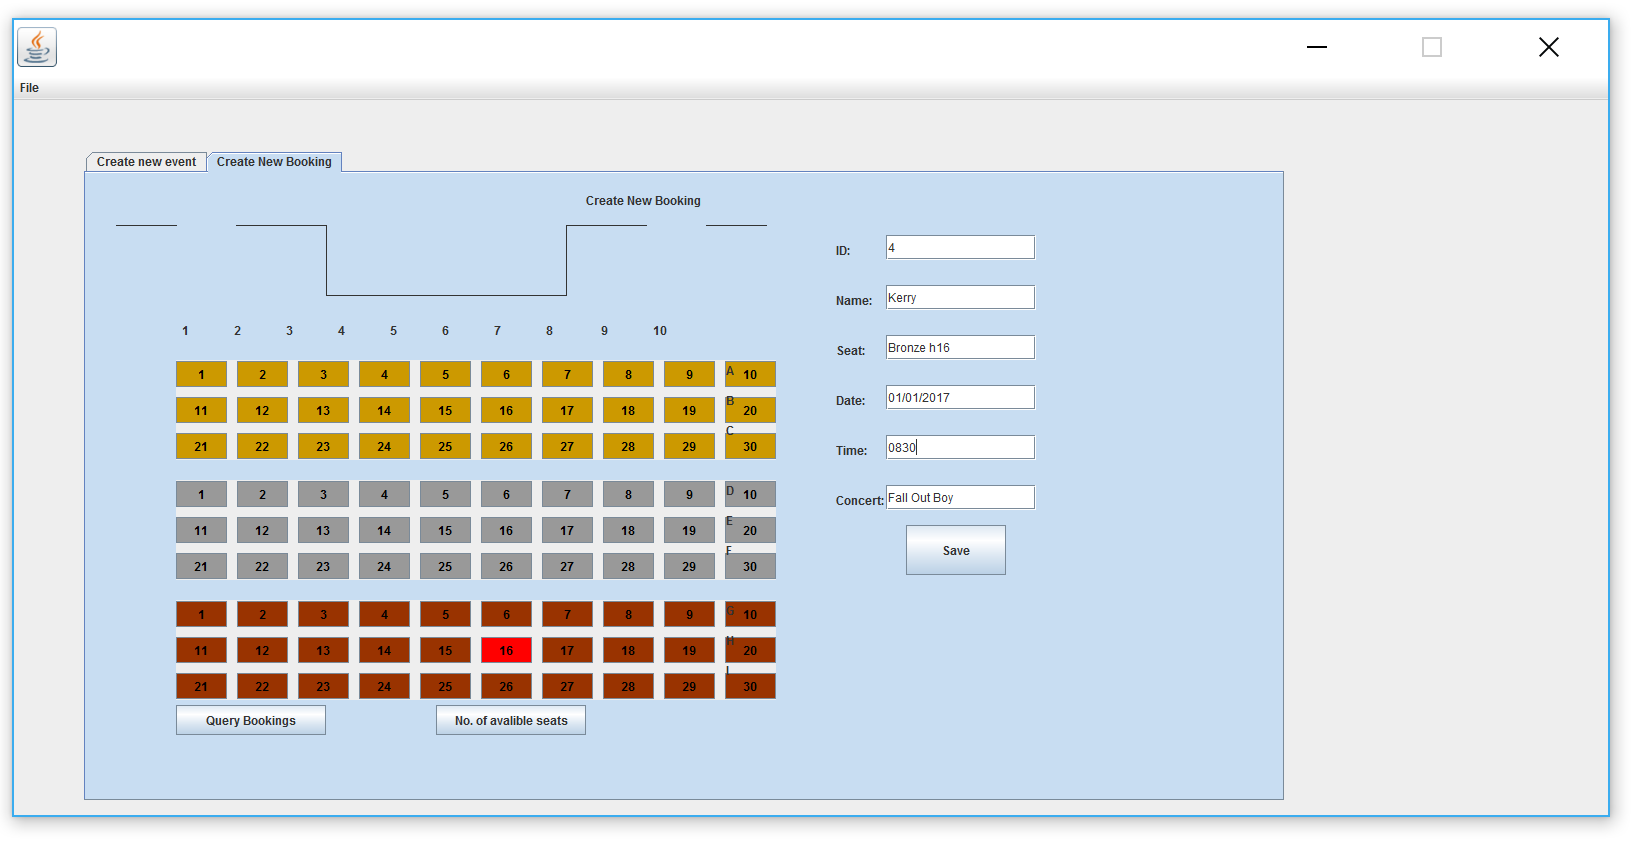 File
Create new event Create New Booking
Create New Booking
ID: 4
Name: Kerry
Seat: Bronze h16
Date: 01/01/2017
Time: 0830
Concert: Fall Out Boy
Save
1 2 3 4 5 6 7 8 9 10
1 2 3 4 5 6 7 8 9 A 10
11 12 13 14 15 16 17 18 19 B 20
21 22 23 24 25 26 27 28 29 C 30
1 2 3 4 5 6 7 8 9 D 10
11 12 13 14 15 16 17 18 19 E 20
21 22 23 24 25 26 27 28 29 F 30
1 2 3 4 5 6 7 8 9 G 10
11 12 13 14 15 16 17 18 19 H 20
21 22 23 24 25 26 27 28 29 I 30
Query Bookings No. of avalible seats